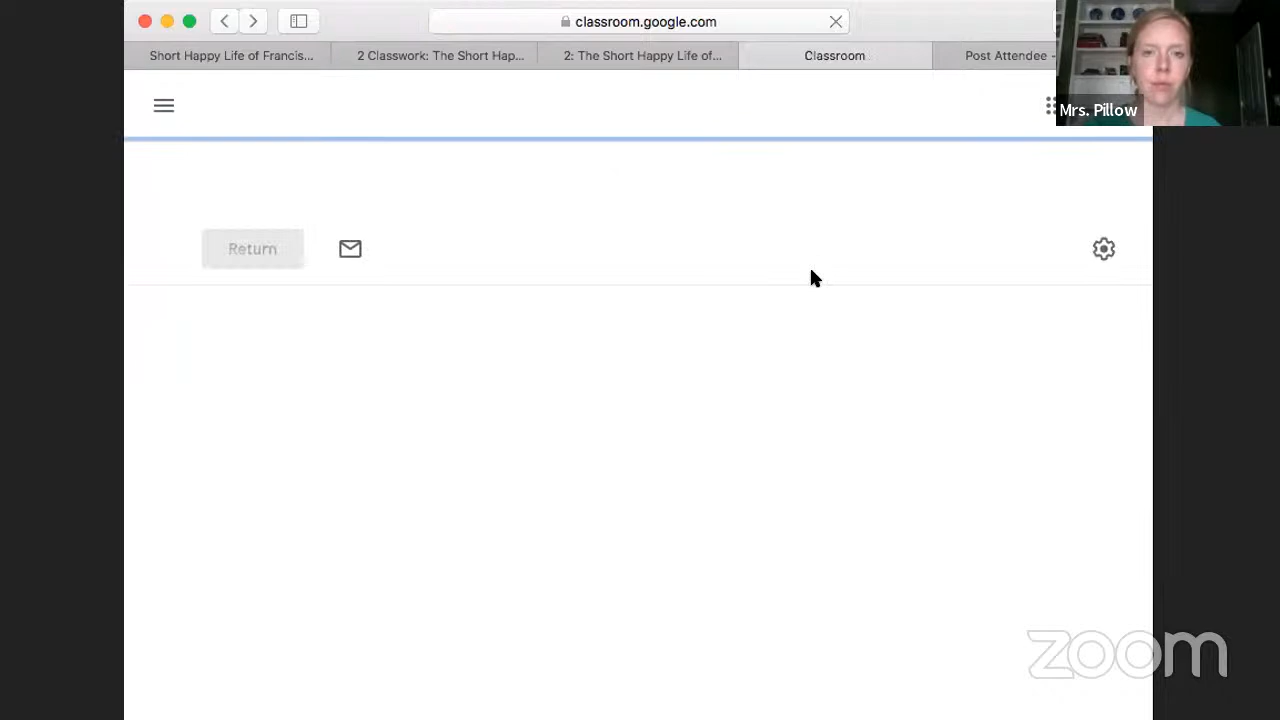 classroom.google.com
Short Happy Life of Francis...
2 Classwork: The Short Hap...
2: The Short Happy Life of...
Classroom
Post Attendee -
Mrs. Pillow
Return
zoom